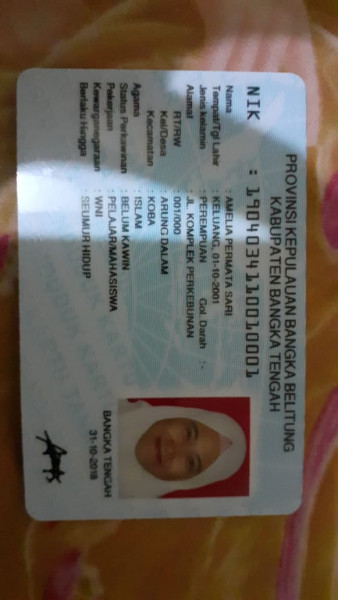 PROVINSI KEPULAUAN BANGKA BELITUNG
KABUPATEN BANGKA TENGAH
NIK : 1904034110010001
Nama : AMELIA PERMATA SARI
Tempat/Tgl Lahir : KELUANG, 01-10-2001
Jenis kelamin : PEREMPUAN Gol. Darah : -
Alamat : JL. KOMPLEK PERKEBUNAN
RT/RW : 001/000
Kel/Desa : ARUNG DALAM
Kecamatan : KOBA
Agama : ISLAM
Status Perkawinan : BELUM KAWIN
Pekerjaan : PELAJAR/MAHASISWA
Kewarganegaraan : WNI
Berlaku Hingga : SEUMUR HIDUP
BANGKA TENGAH
31-10-2018